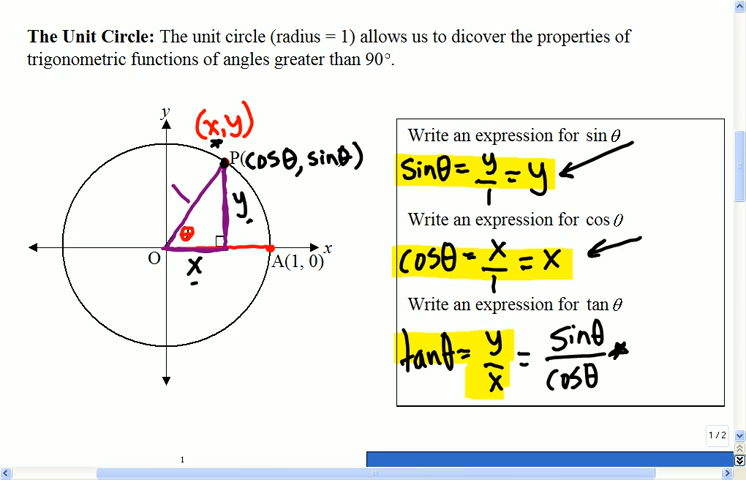 The Unit Circle: The unit circle (radius = 1) allows us to dicover the properties of
trigonometric functions of angles greater than 90°.
y
(x,y)
*
P(cosθ, sinθ)
1
y
θ
O
x
A(1, 0)
x
Write an expression for sin θ
sinθ = y/1 = y
Write an expression for cos θ
cosθ = x/1 = x
Write an expression for tan θ
tanθ = y/x = sinθ/cosθ *
1 / 2
1